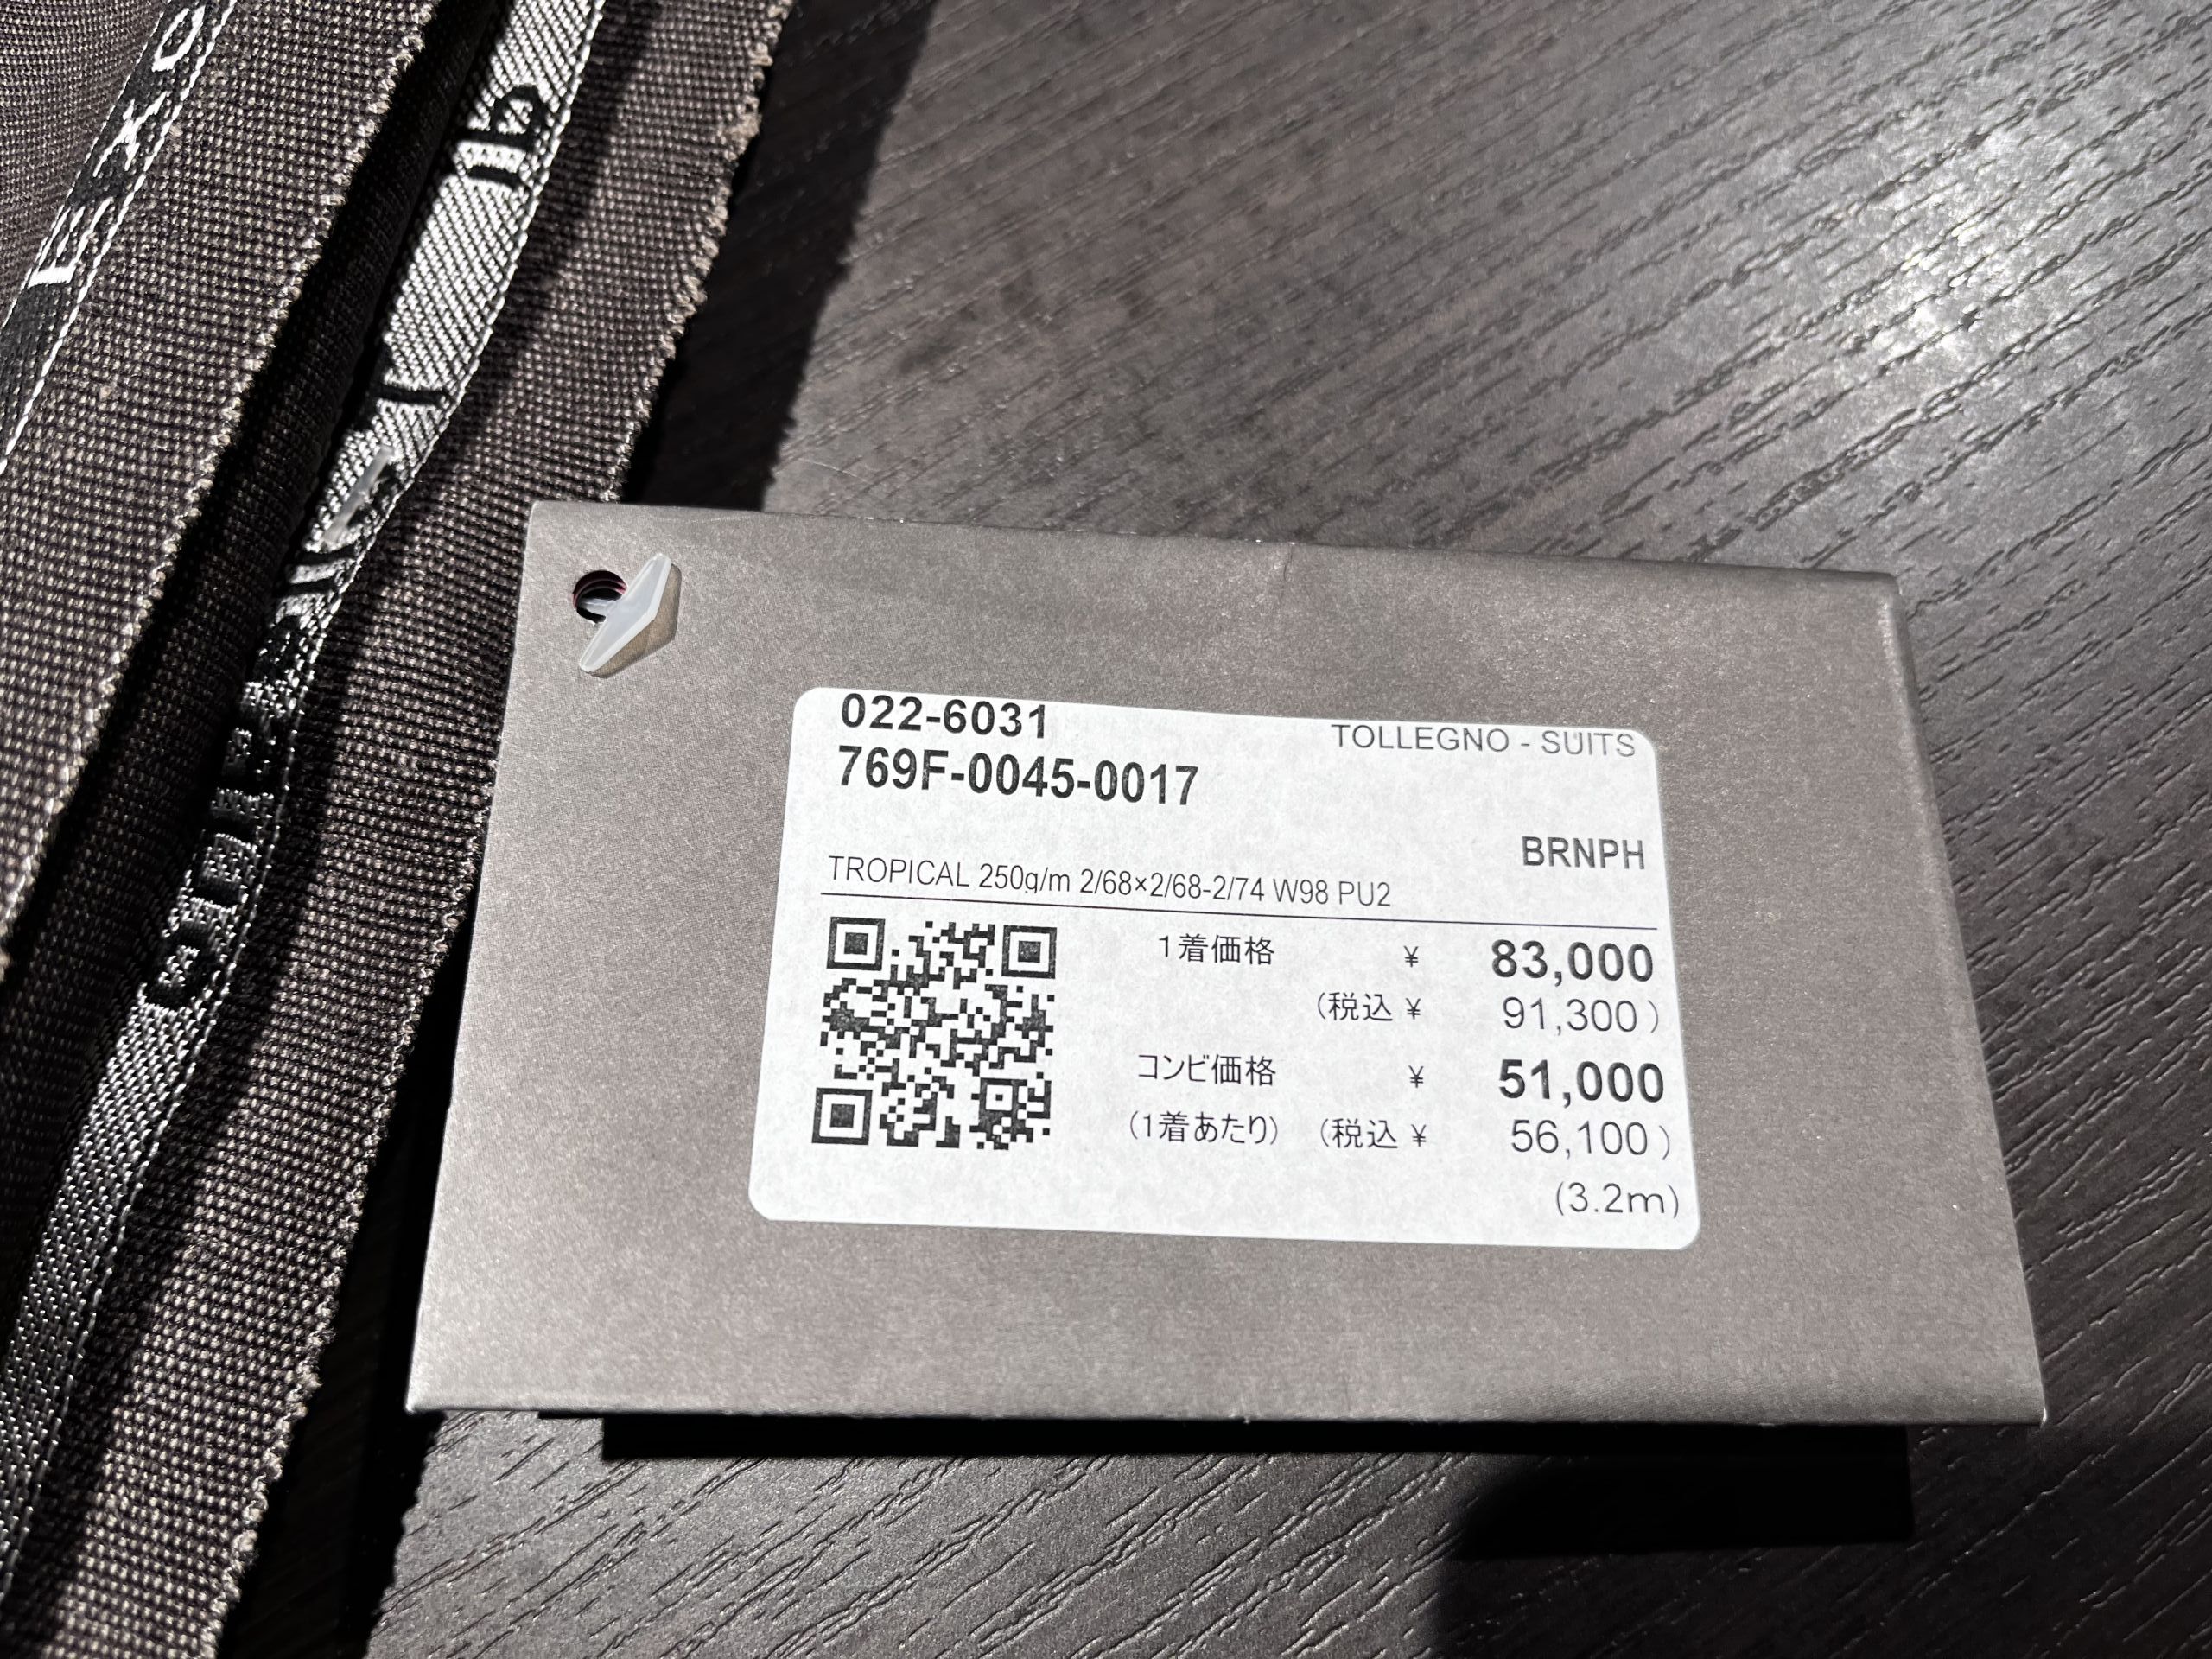 022-6031
TOLLEGNO - SUITS
769F-0045-0017
BRNPH
TROPICAL 250g/m 2/68×2/68-2/74 W98 PU2
1着価格 ¥ 83,000
(税込 ¥ 91,300)
コンビ価格 ¥ 51,000
(1着あたり) (税込 ¥ 56,100)
(3.2m)